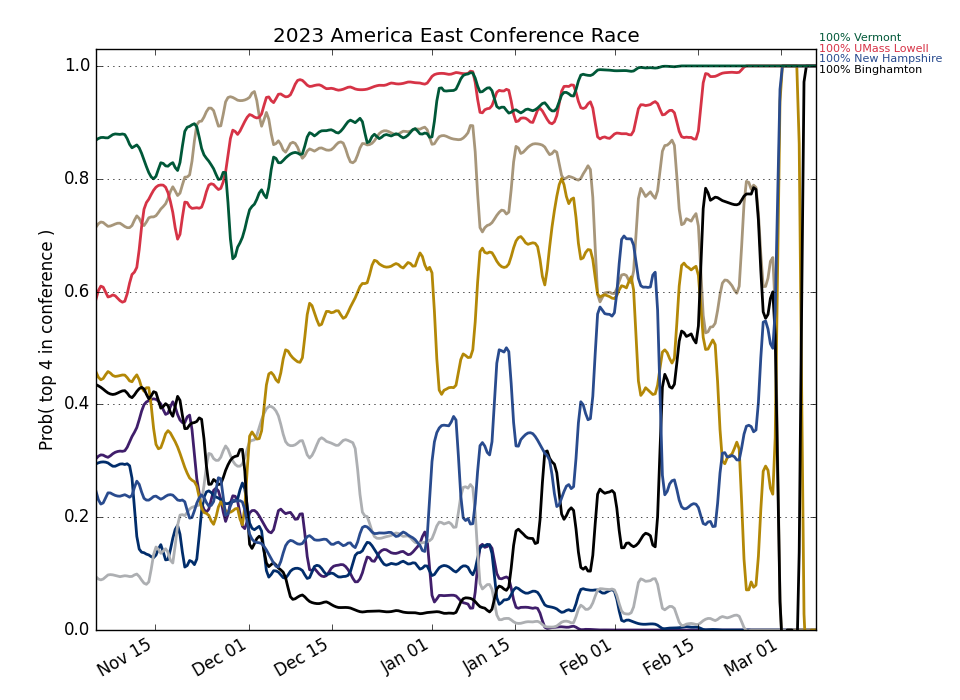 2023 America East Conference Race
100% Vermont
100% UMass Lowell
100% New Hampshire
100% Binghamton
Prob( top 4 in conference )
1.0
0.8
0.6
0.4
0.2
0.0
Nov 15
Dec 01
Dec 15
Jan 01
Jan 15
Feb 01
Feb 15
Mar 01